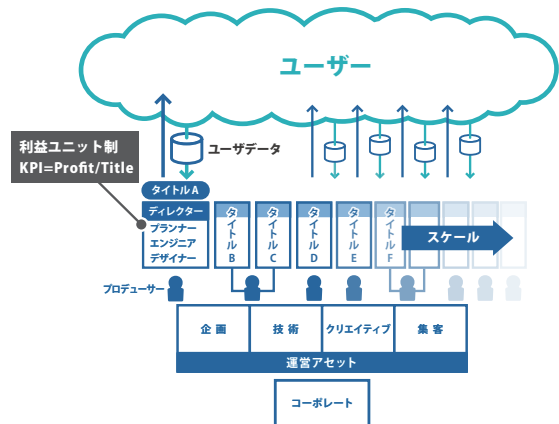 ユーザー
ユーザデータ
利益ユニット制
KPI=Profit/Title
タイトル A
ディレクター
プランナー
エンジニア
デザイナー
タイトルB
タイトルC
タイトルD
タイトルE
タイトルF
スケール
プロデューサー
企 画
技 術
クリエイティブ
集 客
運営アセット
コーポレート